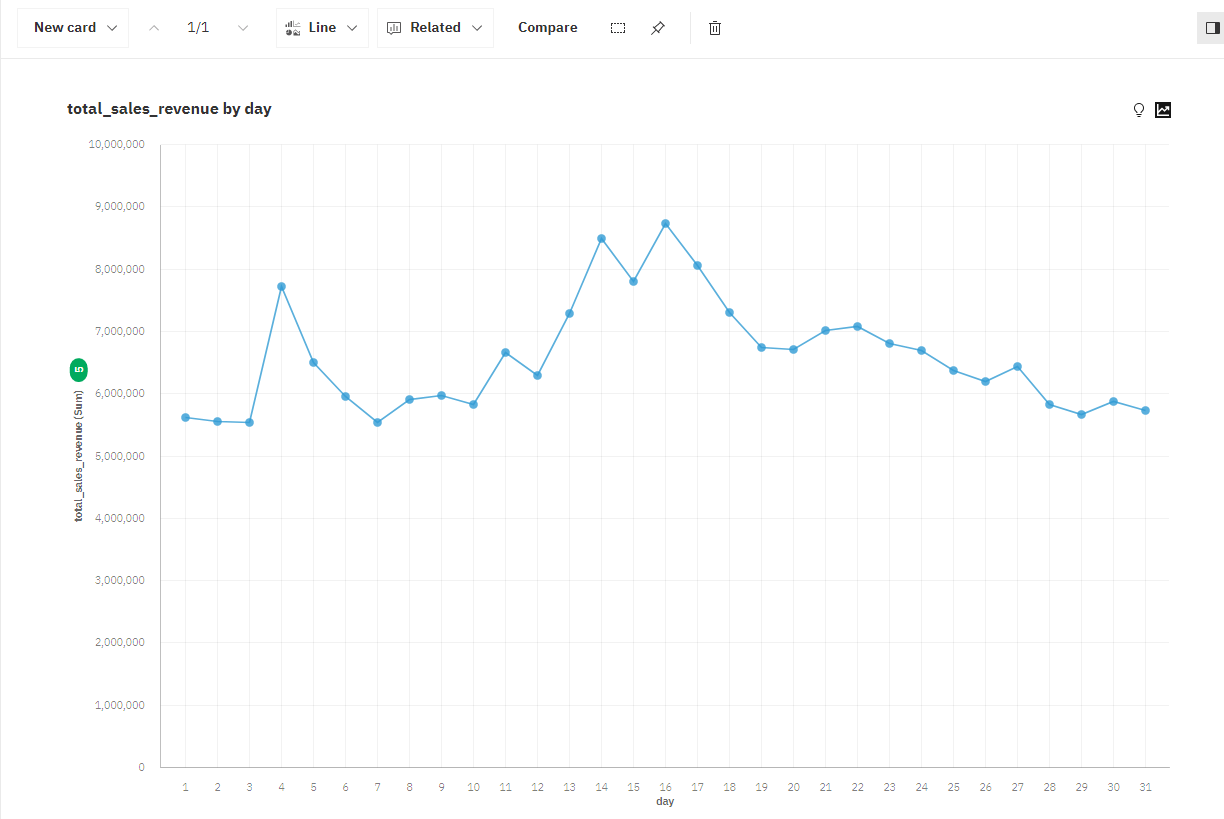 New card
1/1
Line
Related
Compare
total_sales_revenue by day
10,000,000
9,000,000
8,000,000
7,000,000
6,000,000
5,000,000
4,000,000
3,000,000
2,000,000
1,000,000
0
5
total_sales_revenue (Sum)
1 2 3 4 5 6 7 8 9 10 11 12 13 14 15 16 17 18 19 20 21 22 23 24 25 26 27 28 29 30 31
day